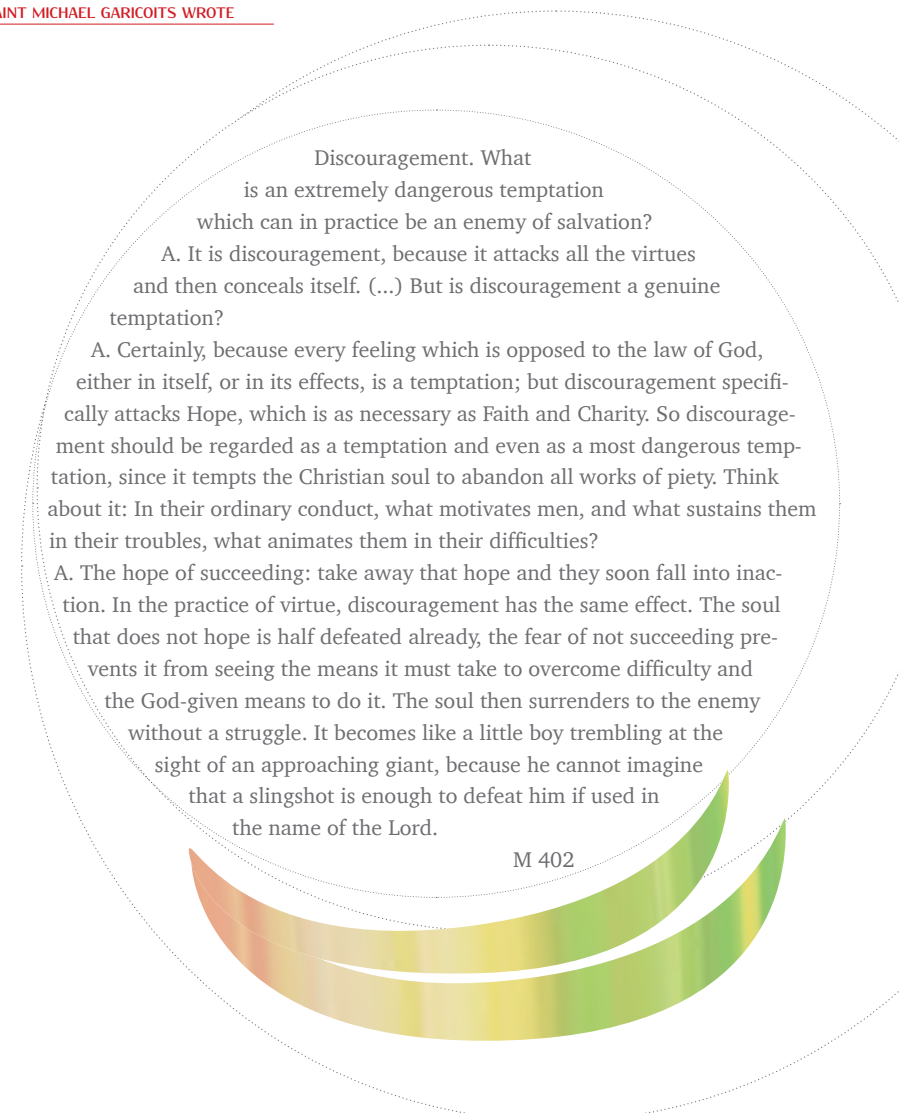 AINT MICHAEL GARICOITS WROTE
Discouragement. What
is an extremely dangerous temptation
which can in practice be an enemy of salvation?
A. It is discouragement, because it attacks all the virtues
and then conceals itself. (...) But is discouragement a genuine
temptation?
A. Certainly, because every feeling which is opposed to the law of God,
either in itself, or in its effects, is a temptation; but discouragement specifi-
cally attacks Hope, which is as necessary as Faith and Charity. So discourage-
ment should be regarded as a temptation and even as a most dangerous temp-
tation, since it tempts the Christian soul to abandon all works of piety. Think
about it: In their ordinary conduct, what motivates men, and what sustains them
in their troubles, what animates them in their difficulties?
A. The hope of succeeding: take away that hope and they soon fall into inac-
tion. In the practice of virtue, discouragement has the same effect. The soul
that does not hope is half defeated already, the fear of not succeeding pre-
vents it from seeing the means it must take to overcome difficulty and
the God-given means to do it. The soul then surrenders to the enemy
without a struggle. It becomes like a little boy trembling at the
sight of an approaching giant, because he cannot imagine
that a slingshot is enough to defeat him if used in
the name of the Lord.
M 402